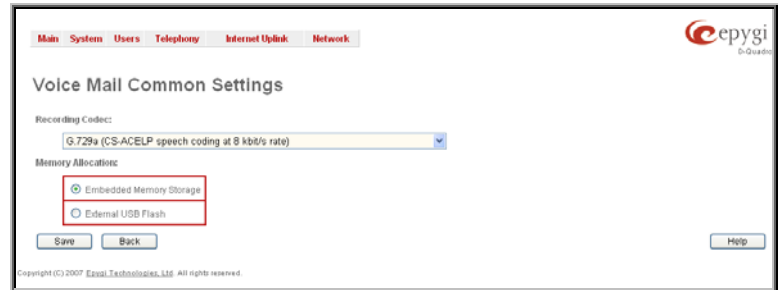 Main System Users Telephony Internet Uplink Network
epygi
D-Quadro
Voice Mail Common Settings
Recording Codec:
G.729a (CS-ACELP speech coding at 8 kbit/s rate)
Memory Allocation:
Embedded Memory Storage
External USB Flash
Save Back Help
Copyright (C) 2007 Epygi Technologies, Ltd. All rights reserved.